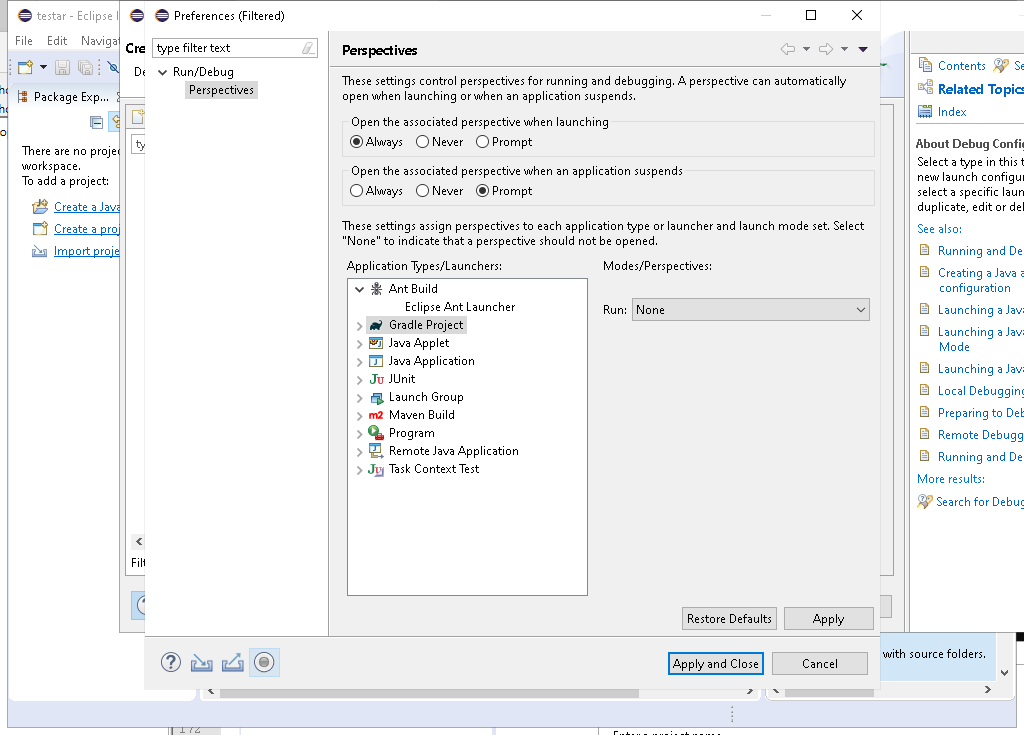 testar - Eclipse I
File Edit Naviga
Package Exp...
There are no proje
workspace.
To add a project:
Create a Java
Create a proj
Import proje
Cre
De
ty
Filt
Preferences (Filtered)
type filter text
Run/Debug
Perspectives
Perspectives
These settings control perspectives for running and debugging. A perspective can automatically
open when launching or when an application suspends.
Open the associated perspective when launching
Always Never Prompt
Open the associated perspective when an application suspends
Always Never Prompt
These settings assign perspectives to each application type or launcher and launch mode set. Select
"None" to indicate that a perspective should not be opened.
Application Types/Launchers:
Modes/Perspectives:
Ant Build
Eclipse Ant Launcher
Gradle Project
Java Applet
Java Application
JUnit
Launch Group
Maven Build
Program
Remote Java Application
Task Context Test
Run: None
Restore Defaults Apply
Apply and Close Cancel
Contents Se
Related Topics
Index
About Debug Config
Select a type in this t
new launch configur
select a specific laun
duplicate, edit or del
See also:
Running and De
Creating a Java a
configuration
Launching a Java
Launching a Java
Mode
Launching a Java
Local Debugging
Preparing to Deb
Remote Debugg
Running and De
More results:
Search for Debug
with source folders.
172
Enter a project name